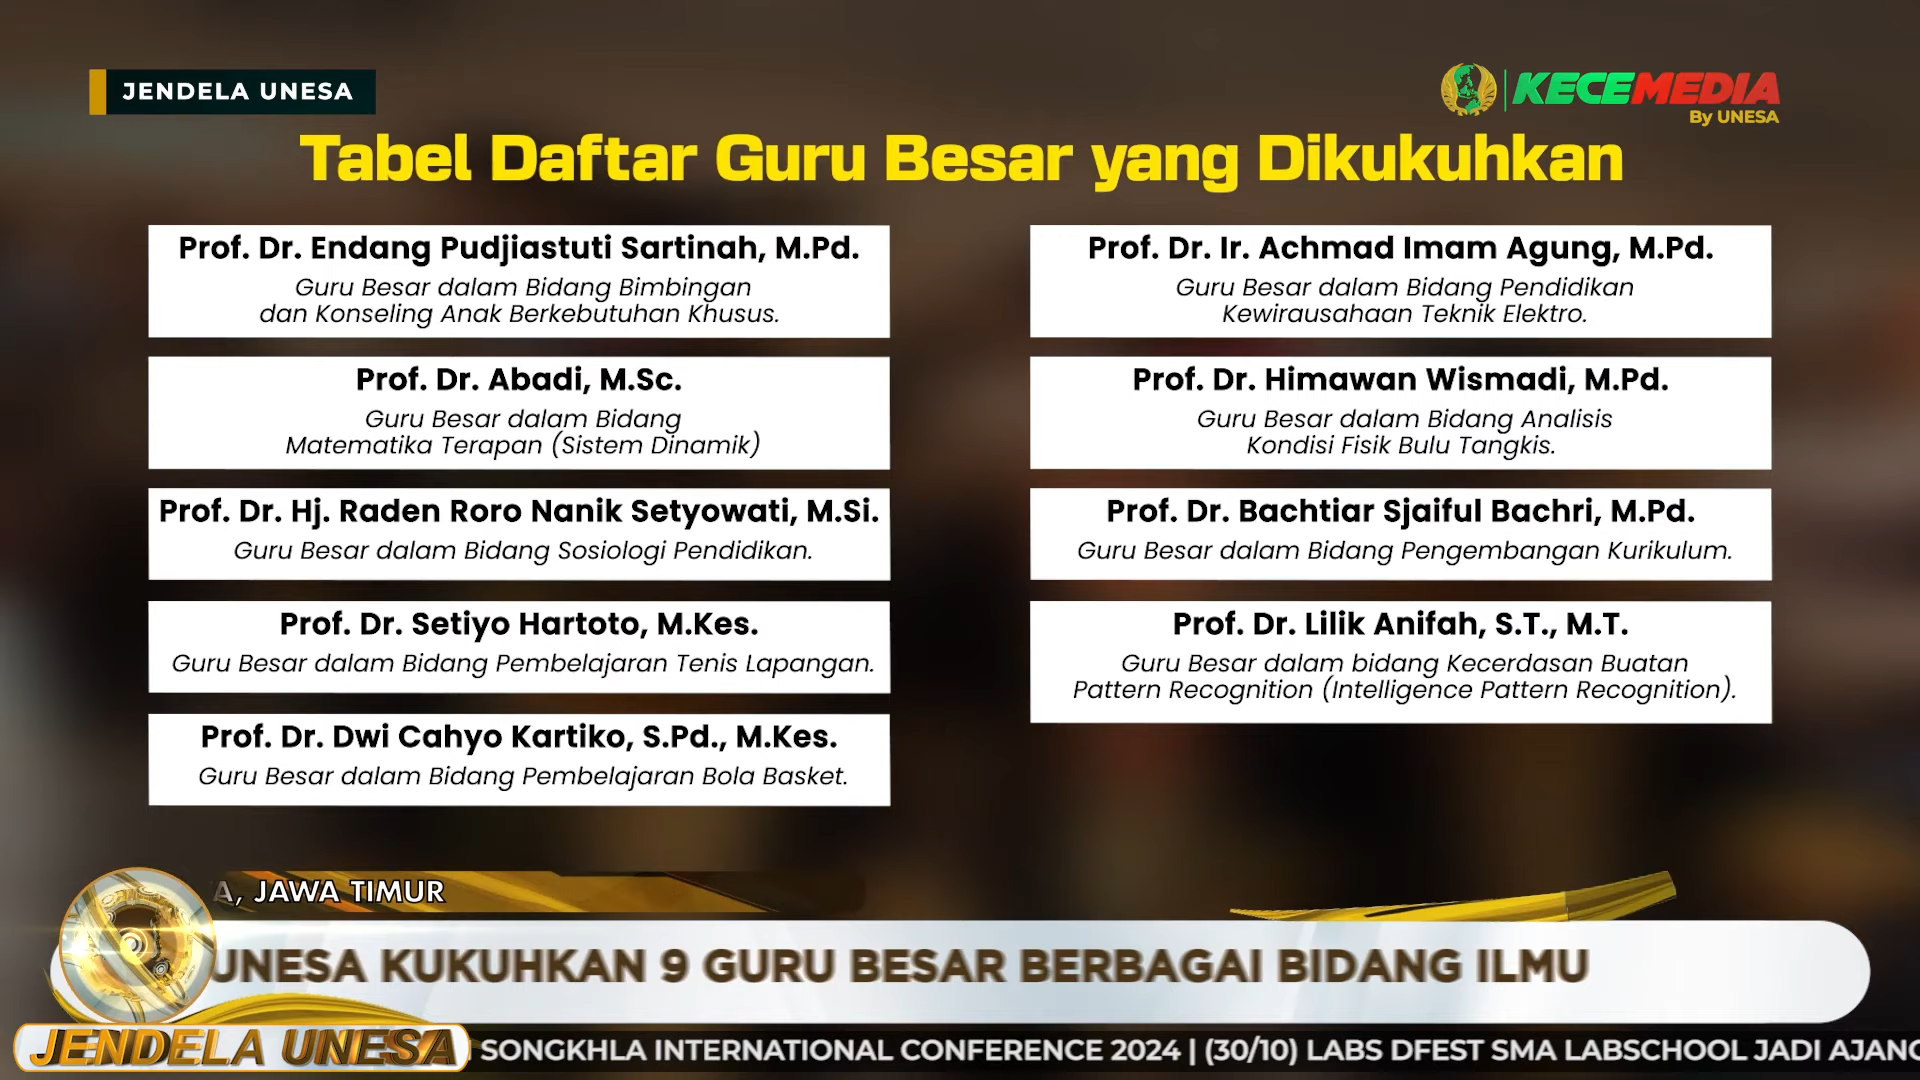 JENDELA UNESA
KECEMEDIA
By UNESA
Tabel Daftar Guru Besar yang Dikukuhkan
Prof. Dr. Endang Pudjiastuti Sartinah, M.Pd.
Guru Besar dalam Bidang Bimbingan
dan Konseling Anak Berkebutuhan Khusus.
Prof. Dr. Abadi, M.Sc.
Guru Besar dalam Bidang
Matematika Terapan (Sistem Dinamik)
Prof. Dr. Hj. Raden Roro Nanik Setyowati, M.Si.
Guru Besar dalam Bidang Sosiologi Pendidikan.
Prof. Dr. Setiyo Hartoto, M.Kes.
Guru Besar dalam Bidang Pembelajaran Tenis Lapangan.
Prof. Dr. Dwi Cahyo Kartiko, S.Pd., M.Kes.
Guru Besar dalam Bidang Pembelajaran Bola Basket.
Prof. Dr. Ir. Achmad Imam Agung, M.Pd.
Guru Besar dalam Bidang Pendidikan
Kewirausahaan Teknik Elektro.
Prof. Dr. Himawan Wismadi, M.Pd.
Guru Besar dalam Bidang Analisis
Kondisi Fisik Bulu Tangkis.
Prof. Dr. Bachtiar Sjaiful Bachri, M.Pd.
Guru Besar dalam Bidang Pengembangan Kurikulum.
Prof. Dr. Lilik Anifah, S.T., M.T.
Guru Besar dalam bidang Kecerdasan Buatan
Pattern Recognition (Intelligence Pattern Recognition).
A, JAWA TIMUR
UNESA KUKUHKAN 9 GURU BESAR BERBAGAI BIDANG ILMU
JENDELA UNESA
SONGKHLA INTERNATIONAL CONFERENCE 2024 | (30/10) LABS DFEST SMA LABSCHOOL JADI AJANG